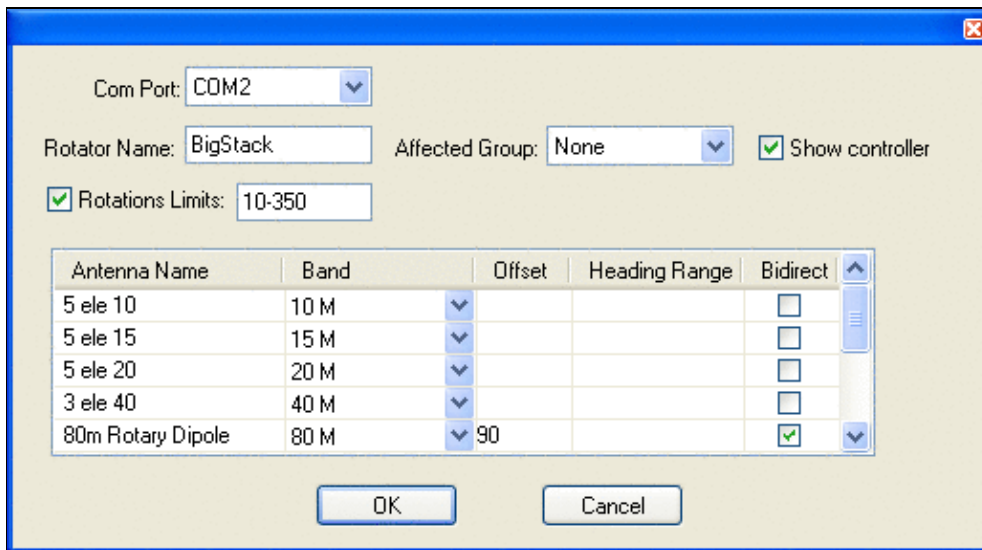 Com Port: COM2
Rotator Name: BigStack Affected Group: None Show controller
Rotations Limits: 10-350
Antenna Name Band Offset Heading Range Bidirect
5 ele 10 10 M
5 ele 15 15 M
5 ele 20 20 M
3 ele 40 40 M
80m Rotary Dipole 80 M 90
OK Cancel